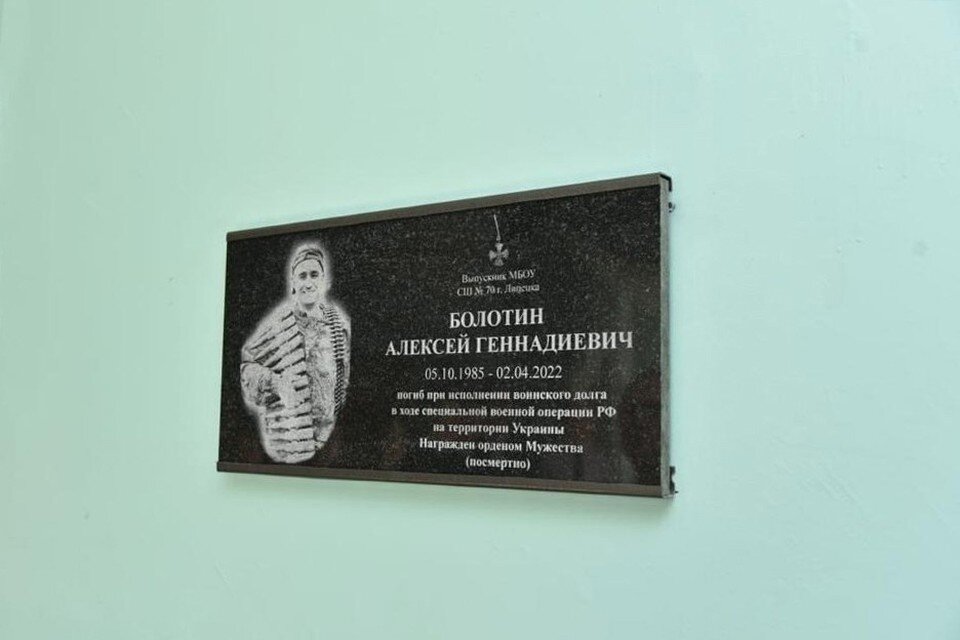 Выпускник МБОУ
СШ № 70 г. Липецка
БОЛОТИН
АЛЕКСЕЙ ГЕННАДИЕВИЧ
05.10.1985 - 02.04.2022
погиб при исполнении воинского долга
в ходе специальной военной операции РФ
на территории Украины
Награжден орденом Мужества
(посмертно)